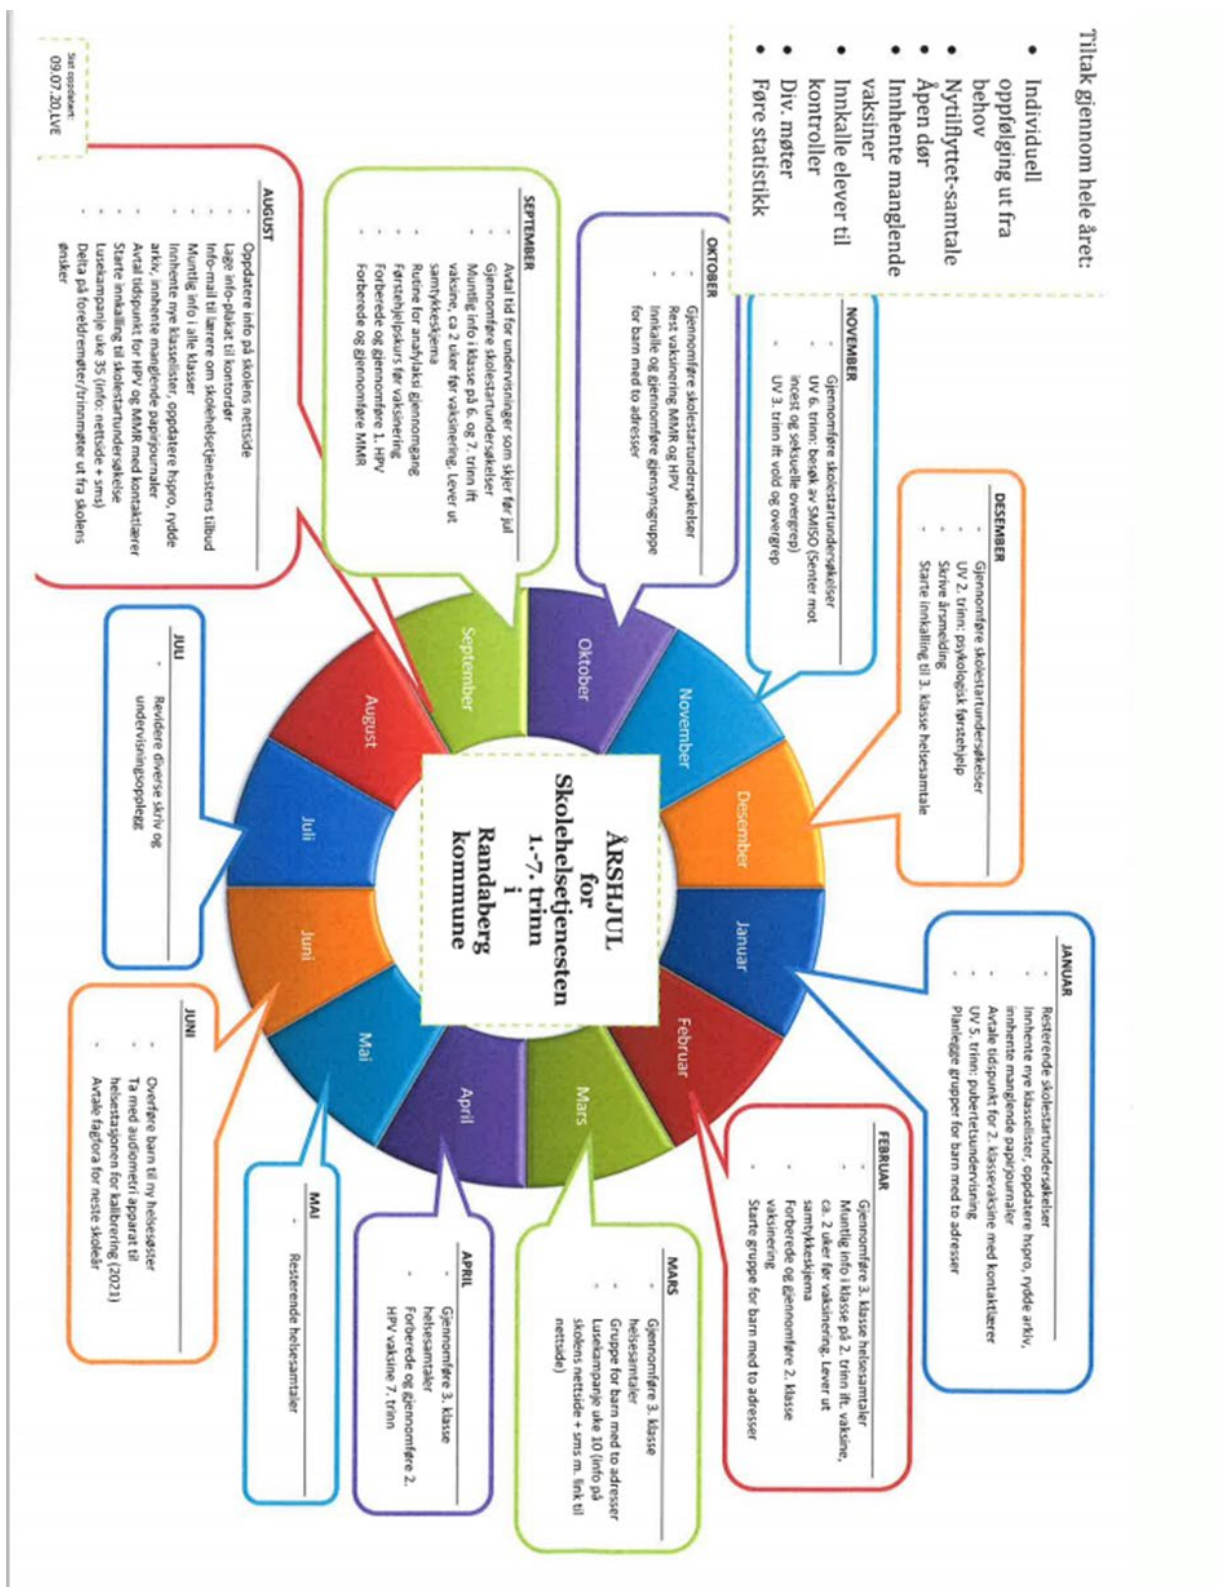 Tiltak gjennom hele året:
• Individuell
oppfølging ut fra
behov
• Nytilflyttet-samtale
• Åpen dør
• Innhente manglende
vaksiner
• Innkalle elever til
kontroller
• Div. møter
• Føre statistikk
DESEMBER
- Gjennomføre skolestartundersøkelser
- UV 2. trinn: psykologisk førstehjelp
- Skrive årsmelding
- Starte innkalling til 3. klasse helsesamtale
JANUAR
- Resterende skolestartundersøkelser
- Innhente nye klasselister, oppdatere hspro, rydde arkiv,
innhente manglende papirjournaler
- Avtale tidspunkt for 2. klassevaksine med kontaktlærer
- UV 5. trinn: pubertetsundervisning
- Planlegge grupper for barn med to adresser
NOVEMBER
- Gjennomføre skolestartundersøkelser
- UV 6. trinn: besøk av SMISO (Senter mot
incest og seksuelle overgrep)
- UV 3. trinn ift vold og overgrep
FEBRUAR
- Gjennomføre 3. klasse helsesamtaler
- Muntlig info i klasse på 2. trinn ift. vaksine,
ca. 2 uker før vaksinering. Lever ut
samtykkeskjema
- Forberede og gjennomføre 2. klasse
vaksinering
- Starte gruppe for barn med to adresser
OKTOBER
- Gjennomføre skolestartundersøkelser
- Rest vaksinering MMR og HPV
- Innkalle og gjennomføre gjensynsgruppe
for barn med to adresser
MARS
- Gjennomføre 3. klasse
helsesamtaler
- Gruppe for barn med to adresser
- Lusekampanje uke 10 (info på
skolens nettside + sms m. link til
nettside)
SEPTEMBER
- Avtal tid for undervisninger som skjer før jul
- Gjennomføre skolestartundersøkelser
- Muntlig info i klasse på 6. og 7. trinn ift
vaksine, ca 2 uker før vaksinering. Lever ut
samtykkeskjema
- Rutine for anafylaksi gjennomgang
- Førstehjelpskurs før vaksinering
- Forberede og gjennomføre 1. HPV
- Forberede og gjennomføre MMR
APRIL
- Gjennomføre 3. klasse
helsesamtaler
- Forberede og gjennomføre 2.
HPV vaksine 7. trinn
AUGUST
- Oppdatere info på skolens nettside
- Lage info-plakat til kontordør
- Info-mail til lærere om skolehelsetjenestens tilbud
- Muntlig info i alle klasser
- Innhente nye klasselister, oppdatere hspro, rydde
arkiv, innhente manglende papirjournaler
- Avtal tidspunkt for HPV og MMR med kontaktlærer
- Starte innkalling til skolestartundersøkelse
- Lusekampanje uke 35 (info: nettside + sms)
- Delta på foreldremøter/trinnmøter ut fra skolens
ønsker
MAI
- Resterende helsesamtaler
JULI
- Revidere diverse skriv og
undervisningsopplegg
JUNI
- Overføre barn til ny helsesøster
- Ta med audiometri apparat til
helsestasjonen for kalibrering (2021)
- Avtale fagfora for neste skoleår
Desember
Januar
November
Februar
Oktober
Mars
September
April
August
Mai
Juli
Juni
ÅRSHJUL
for
Skolehelsetjenesten
1.-7. trinn
i
Randaberg
kommune
Sist oppdatert:
09.07.20,LVE